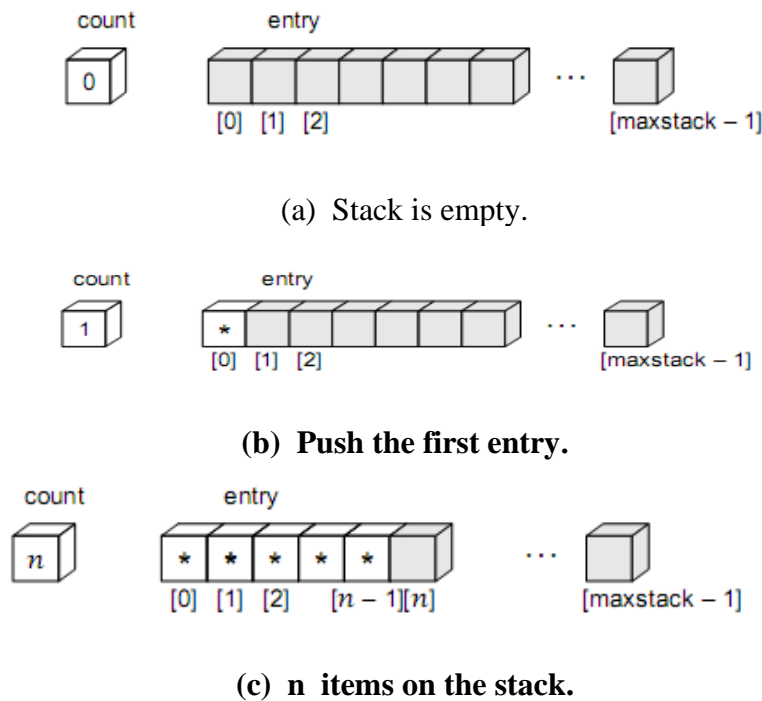 count entry
0 ...
[0] [1] [2] [maxstack – 1]
(a) Stack is empty.
count entry
1 * ...
[0] [1] [2] [maxstack – 1]
(b) Push the first entry.
count entry
n * * * * * ...
[0] [1] [2] [n – 1][n] [maxstack – 1]
(c) n items on the stack.